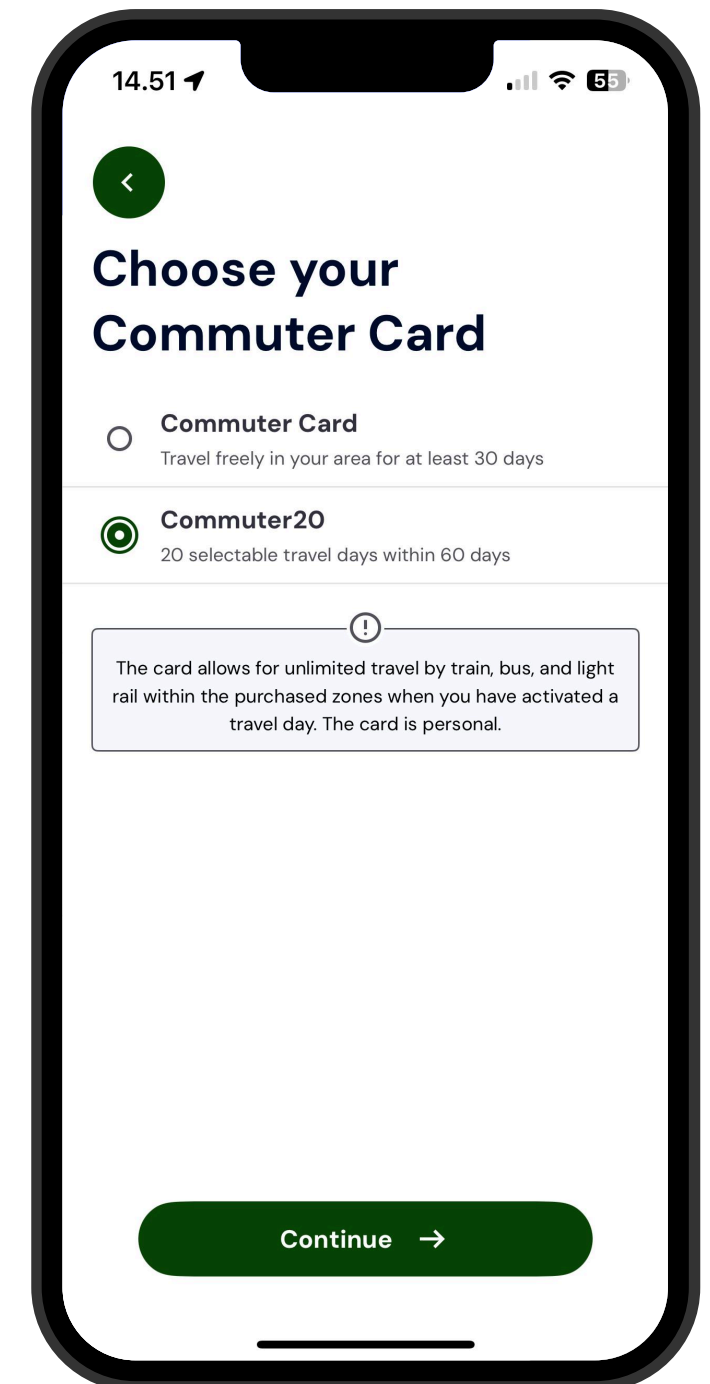 14.51
55
Choose your
Commuter Card
Commuter Card
Travel freely in your area for at least 30 days
Commuter20
20 selectable travel days within 60 days
The card allows for unlimited travel by train, bus, and light
rail within the purchased zones when you have activated a
travel day. The card is personal.
Continue